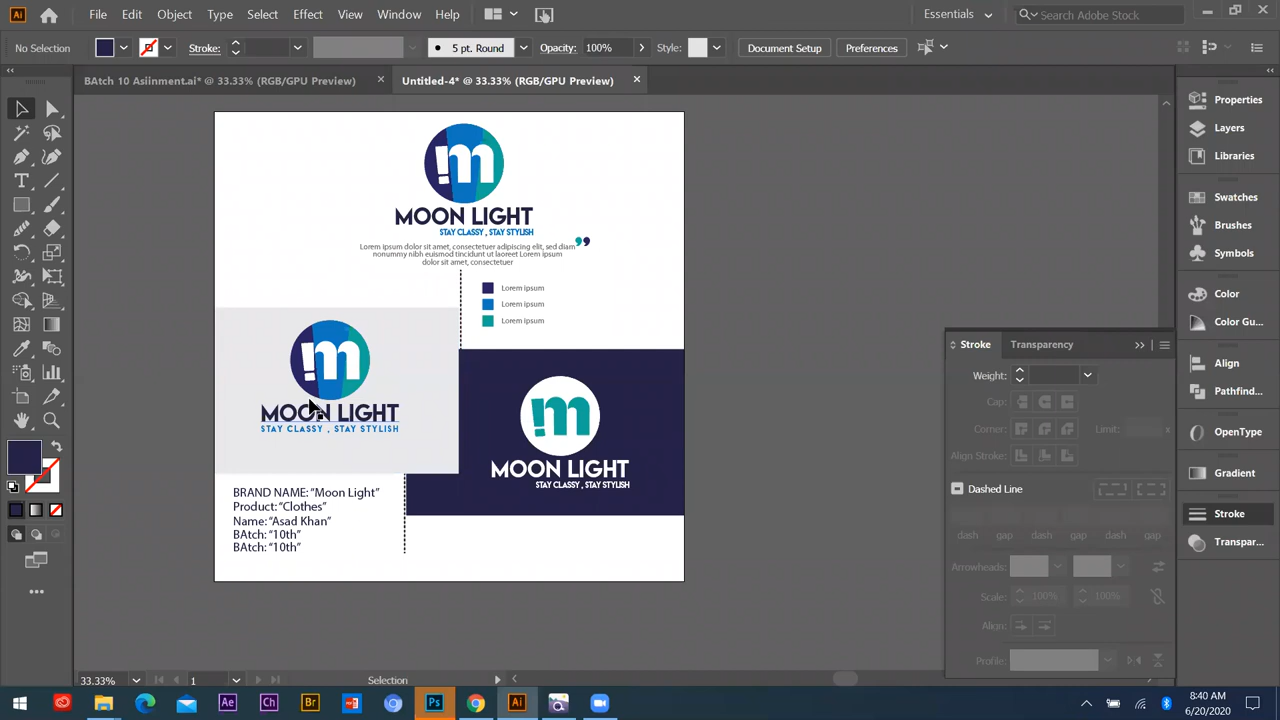 Ai File Edit Object Type Select Effect View Window Help Essentials Search Adobe Stock
No Selection Stroke: 5 pt. Round Opacity: 100% Style: Document Setup Preferences
BAtch 10 Asiinment.ai* @ 33.33% (RGB/GPU Preview) Untitled-4* @ 33.33% (RGB/GPU Preview)
!m
MOON LIGHT
STAY CLASSY , STAY STYLISH
Lorem ipsum dolor sit amet, consectetuer adipiscing elit, sed diam
nonummy nibh euismod tincidunt ut laoreet Lorem ipsum
dolor sit amet, consectetuer
Lorem ipsum
Lorem ipsum
Lorem ipsum
!m
MOON LIGHT
STAY CLASSY , STAY STYLISH
!m
MOON LIGHT
STAY CLASSY , STAY STYLISH
BRAND NAME: “Moon Light”
Product: “Clothes”
Name: “Asad Khan”
BAtch: “10th”
BAtch: “10th”
Properties
Layers
Libraries
Swatches
Brushes
Symbols
Color
Color Gu...
Align
Pathfin...
OpenType
Gradient
Stroke
Transpar...
Stroke Transparency
Weight:
Cap:
Corner: Limit: x
Align Stroke:
Dashed Line
dash gap dash gap dash gap
Arrowheads:
Scale: 100% 100%
Align:
Profile:
33.33% 1 Selection
Ae Ch Br Ps Ai
8:40 AM
6/20/2020